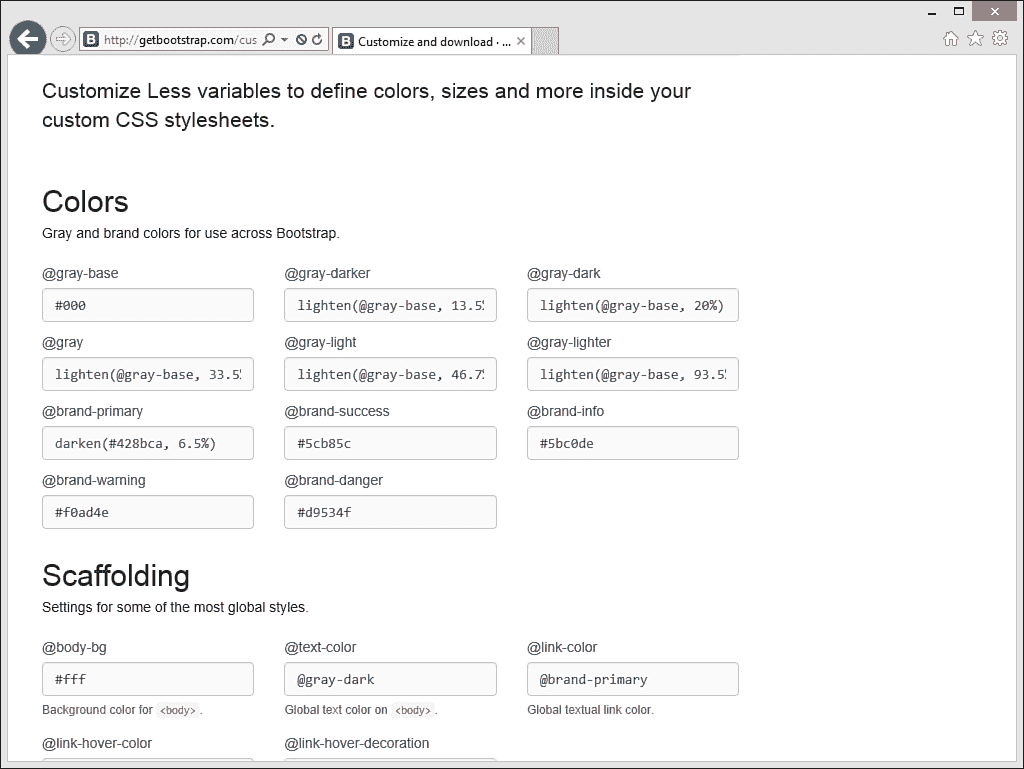 B http://getbootstrap.com/cus
B Customize and download · ...
Customize Less variables to define colors, sizes and more inside your
custom CSS stylesheets.
Colors
Gray and brand colors for use across Bootstrap.
@gray-base @gray-darker @gray-dark
#000 lighten(@gray-base, 13.5% lighten(@gray-base, 20%)
@gray @gray-light @gray-lighter
lighten(@gray-base, 33.5% lighten(@gray-base, 46.7% lighten(@gray-base, 93.5%
@brand-primary @brand-success @brand-info
darken(#428bca, 6.5%) #5cb85c #5bc0de
@brand-warning @brand-danger
#f0ad4e #d9534f
Scaffolding
Settings for some of the most global styles.
@body-bg @text-color @link-color
#fff @gray-dark @brand-primary
Background color for <body>. Global text color on <body>. Global textual link color.
@link-hover-color @link-hover-decoration